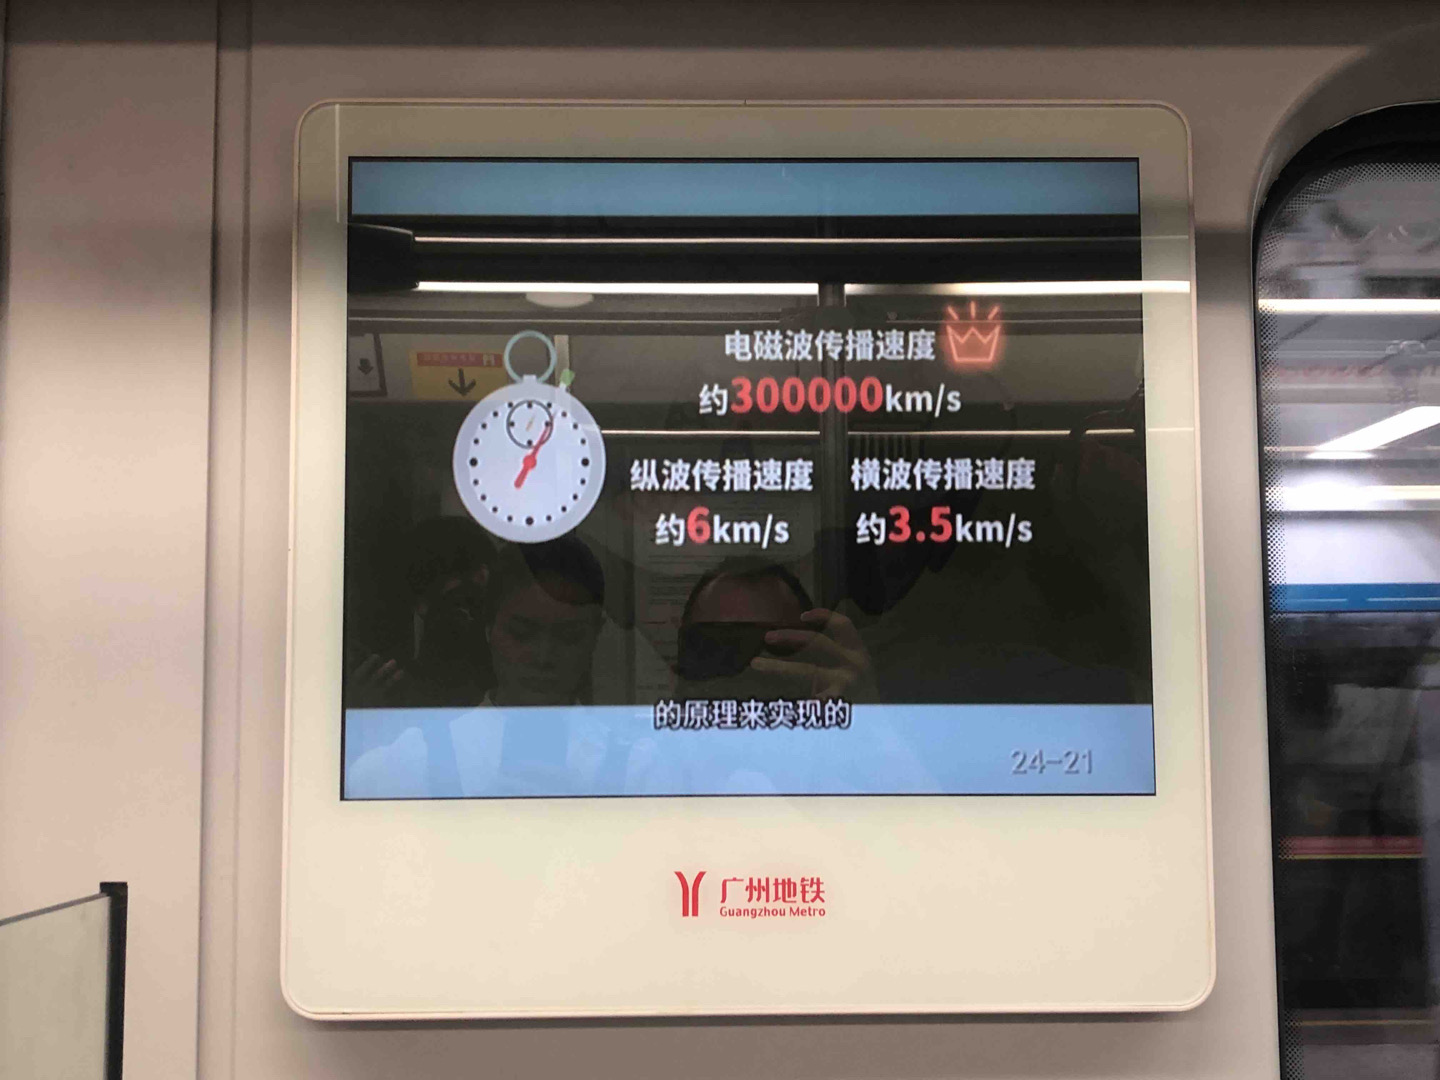 电磁波传播速度
约300000km/s
纵波传播速度
约6km/s
横波传播速度
约3.5km/s
的原理来实现的
24-21
广州地铁
Guangzhou Metro